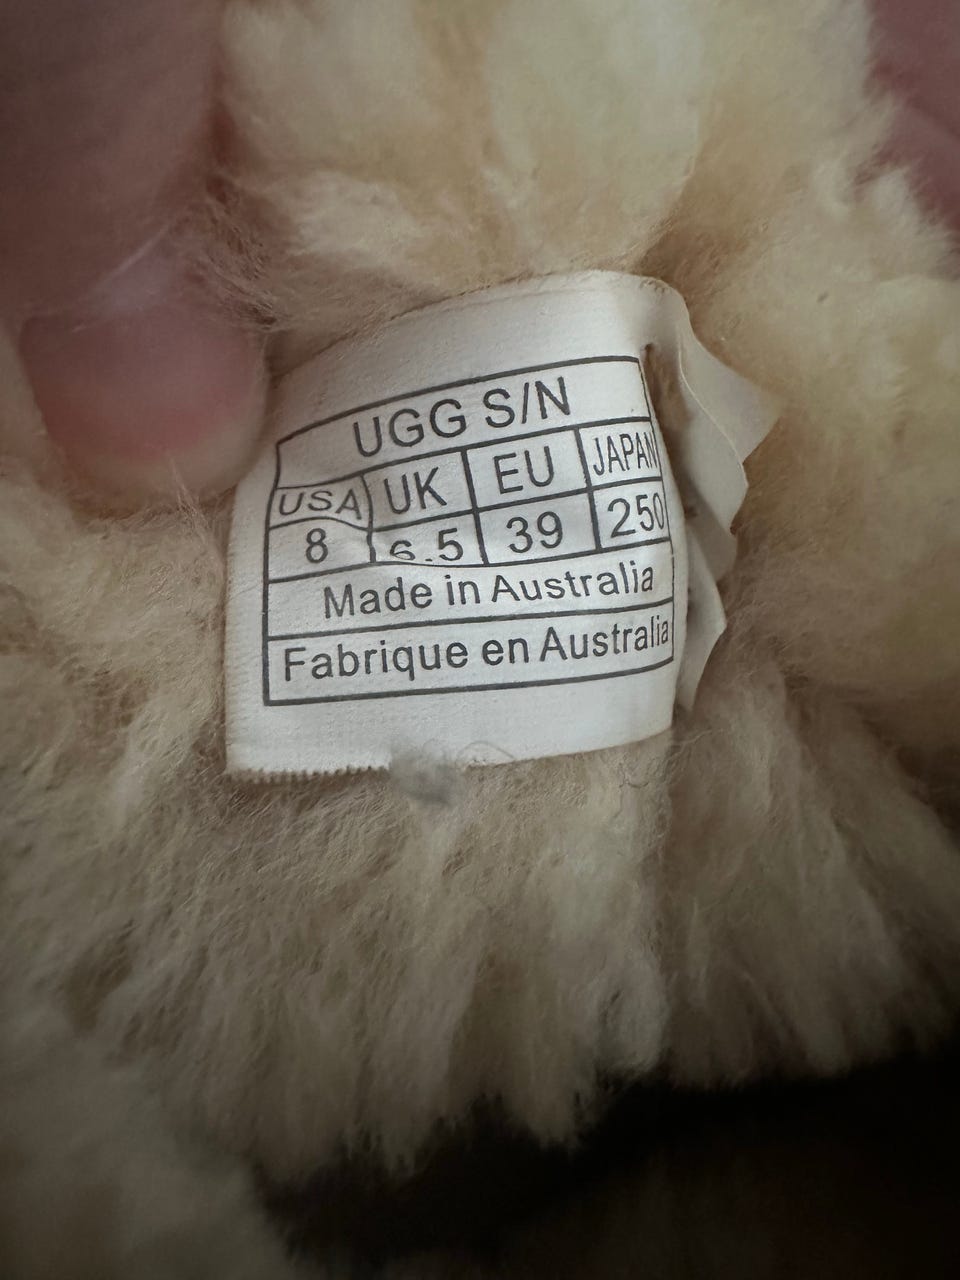 UGG S/N
USA UK EU JAPAN
8 6.5 39 250
Made in Australia
Fabrique en Australia